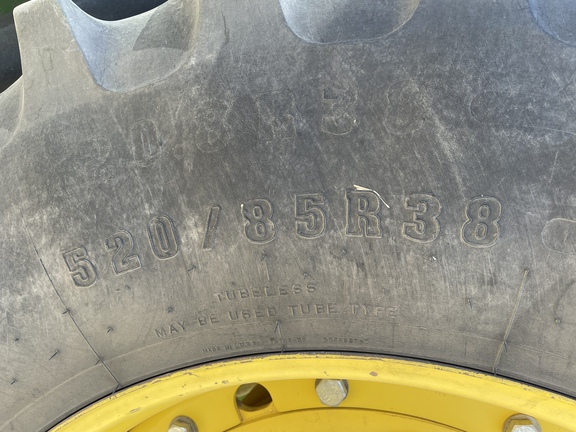 520/85R38
TUBELESS
MAY BE USED TUBE TYPE